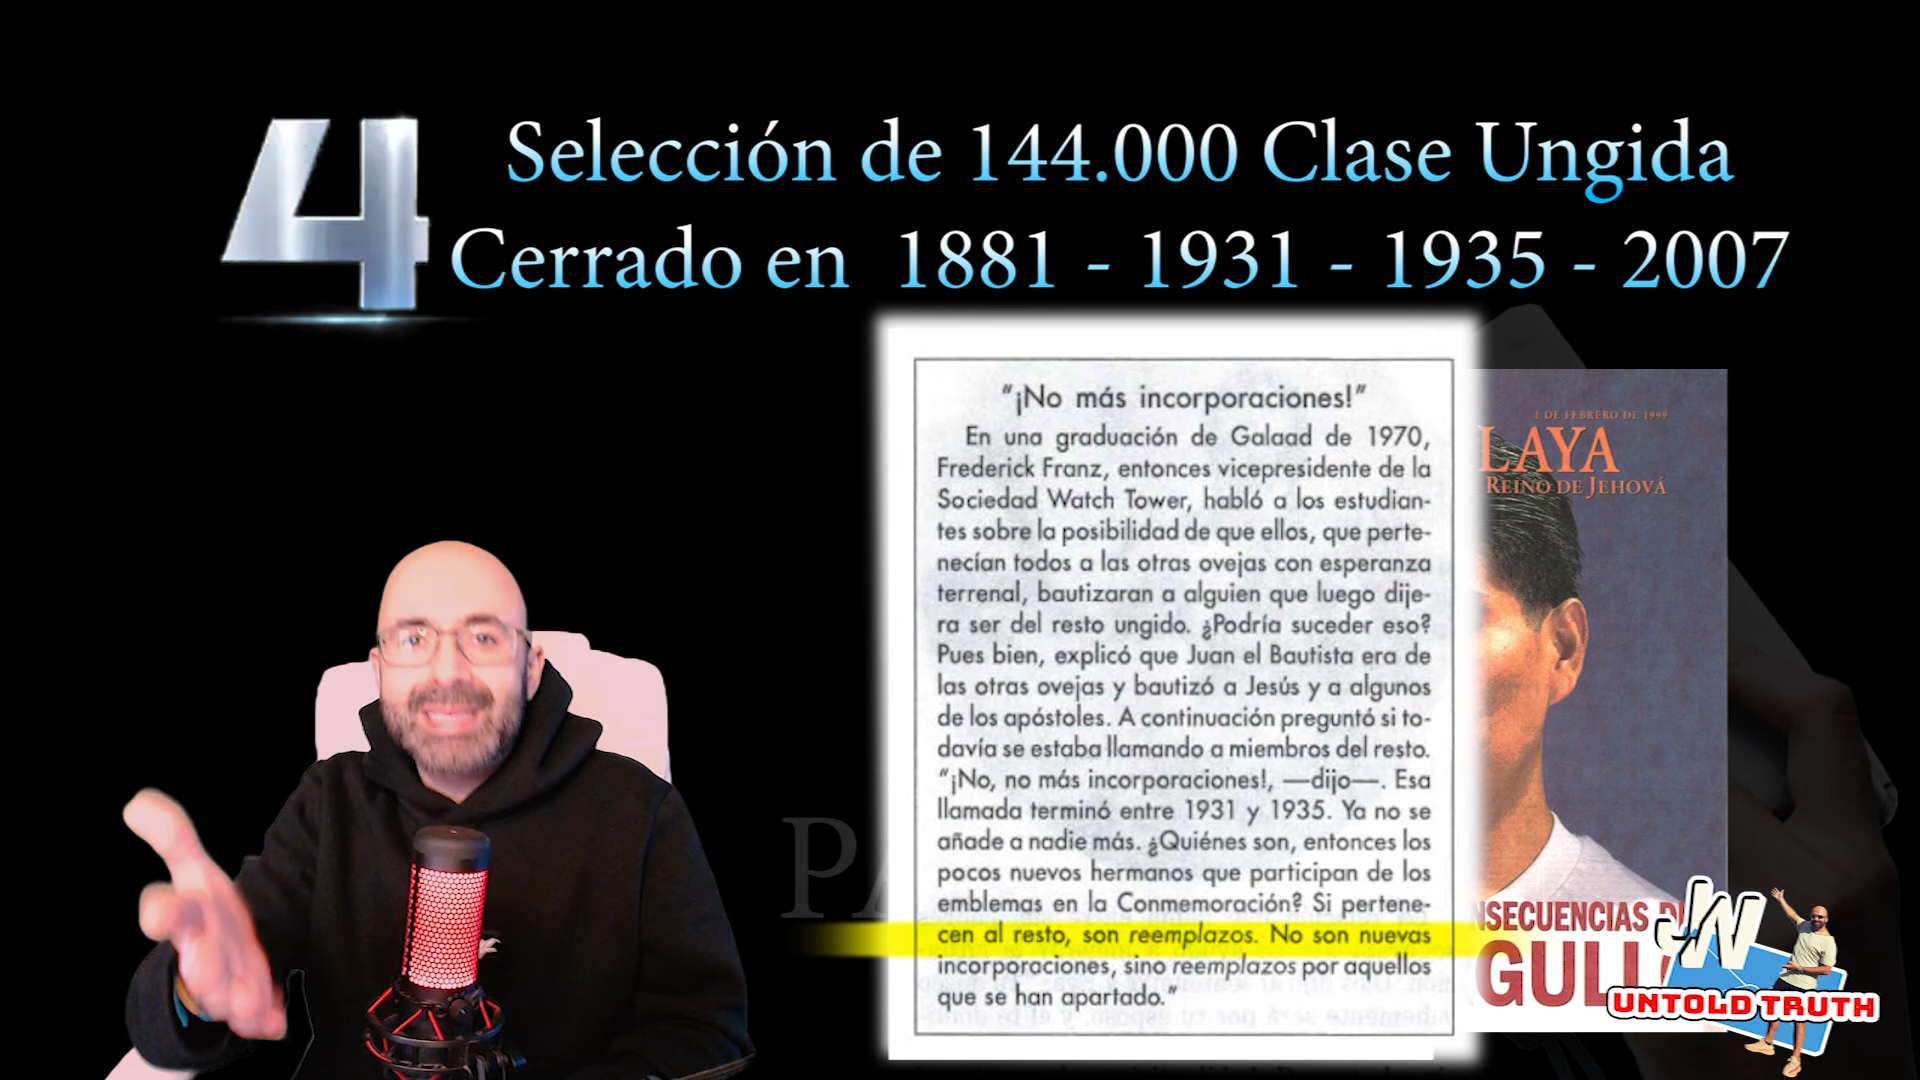 4
Selección de 144.000 Clase Ungida
Cerrado en 1881 - 1931 - 1935 - 2007
“¡No más incorporaciones!”
En una graduación de Galaad de 1970,
Frederick Franz, entonces vicepresidente de la
Sociedad Watch Tower, habló a los estudian-
tes sobre la posibilidad de que ellos, que perte-
necían todos a las otras ovejas con esperanza
terrenal, bautizaran a alguien que luego dije-
ra ser del resto ungido. ¿Podría suceder eso?
Pues bien, explicó que Juan el Bautista era de
las otras ovejas y bautizó a Jesús y a algunos
de los apóstoles. A continuación preguntó si to-
davía se estaba llamando a miembros del resto.
“¡No, no más incorporaciones!, —dijo—. Esa
llamada terminó entre 1931 y 1935. Ya no se
añade a nadie más. ¿Quiénes son, entonces los
pocos nuevos hermanos que participan de los
emblemas en la Conmemoración? Si pertene-
cen al resto, son reemplazos. No son nuevas
incorporaciones, sino reemplazos por aquellos
que se han apartado.”
1 DE FEBRERO DE 1999
LAYA
REINO DE JEHOVÁ
NSECUENCIAS
GULL
PA
JW
UNTOLD TRUTH